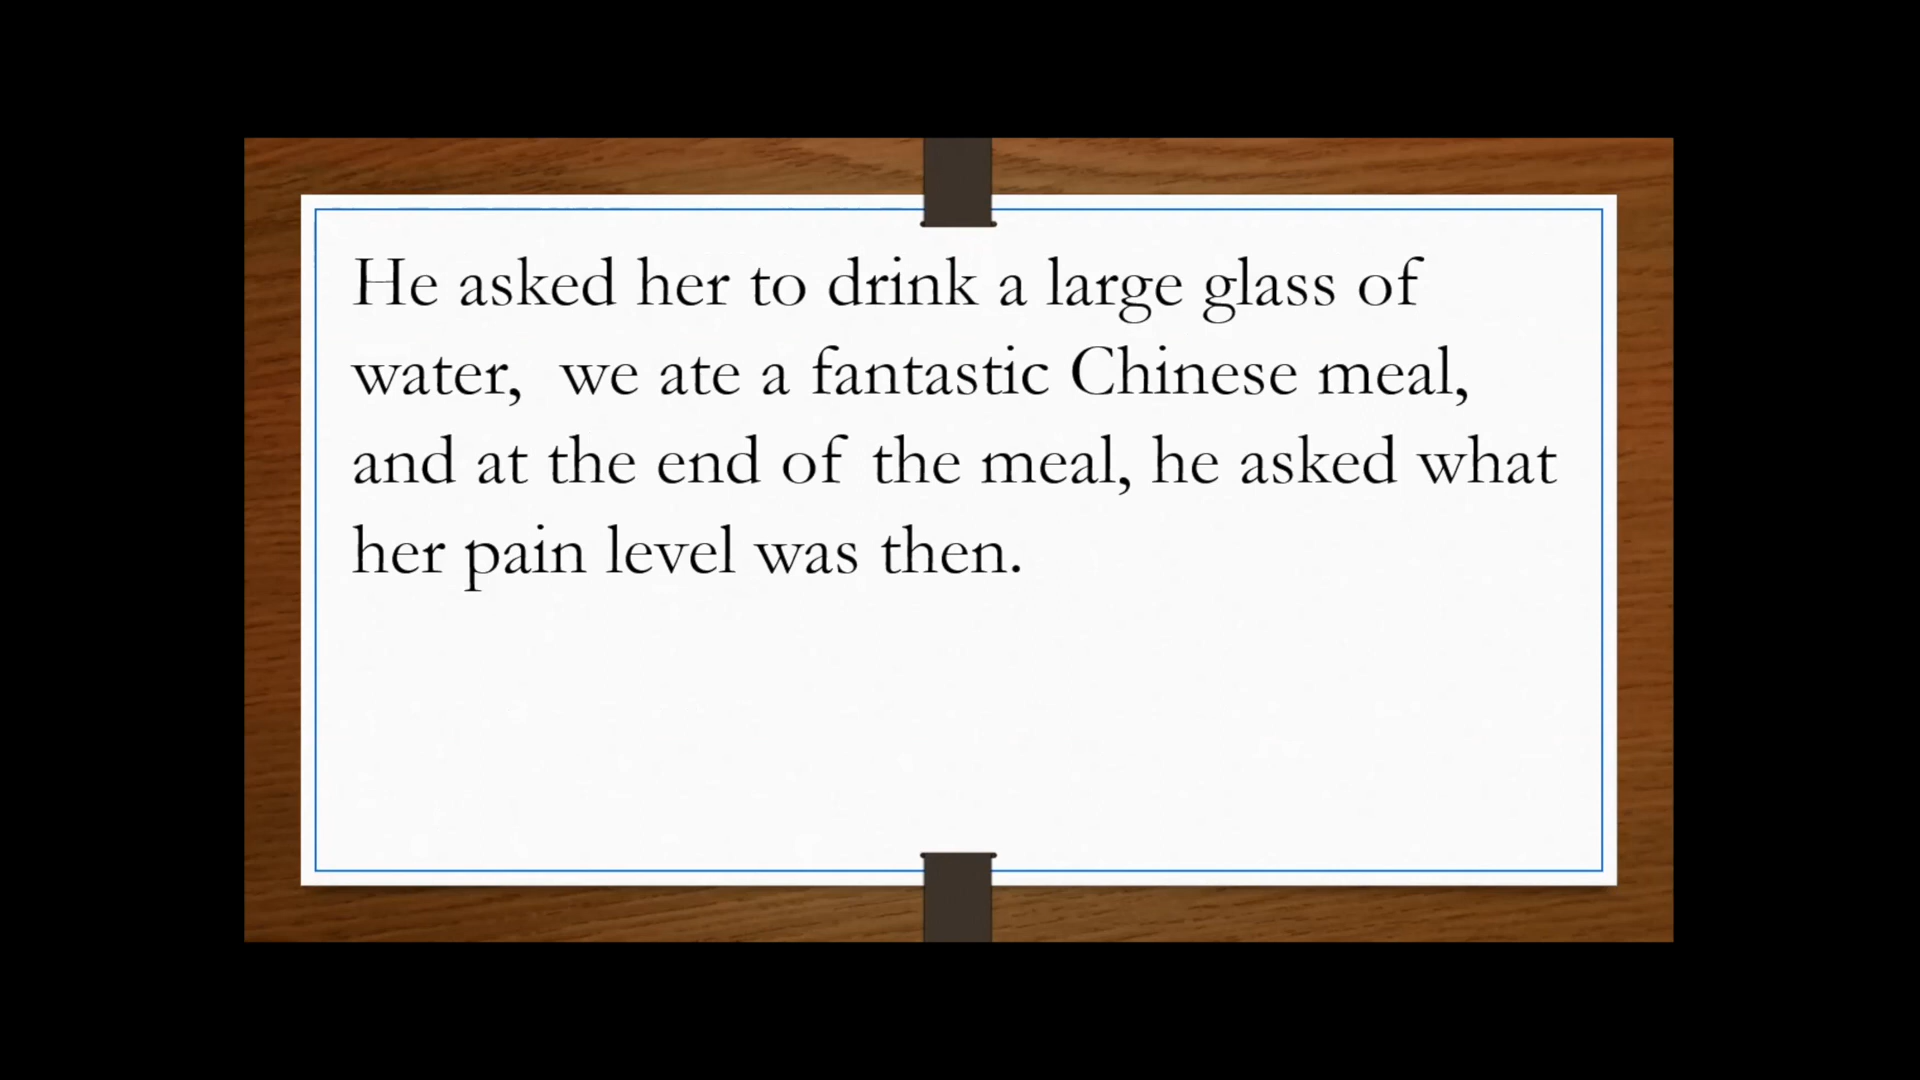 He asked her to drink a large glass of
water,  we ate a fantastic Chinese meal,
and at the end of the meal, he asked what
her pain level was then.